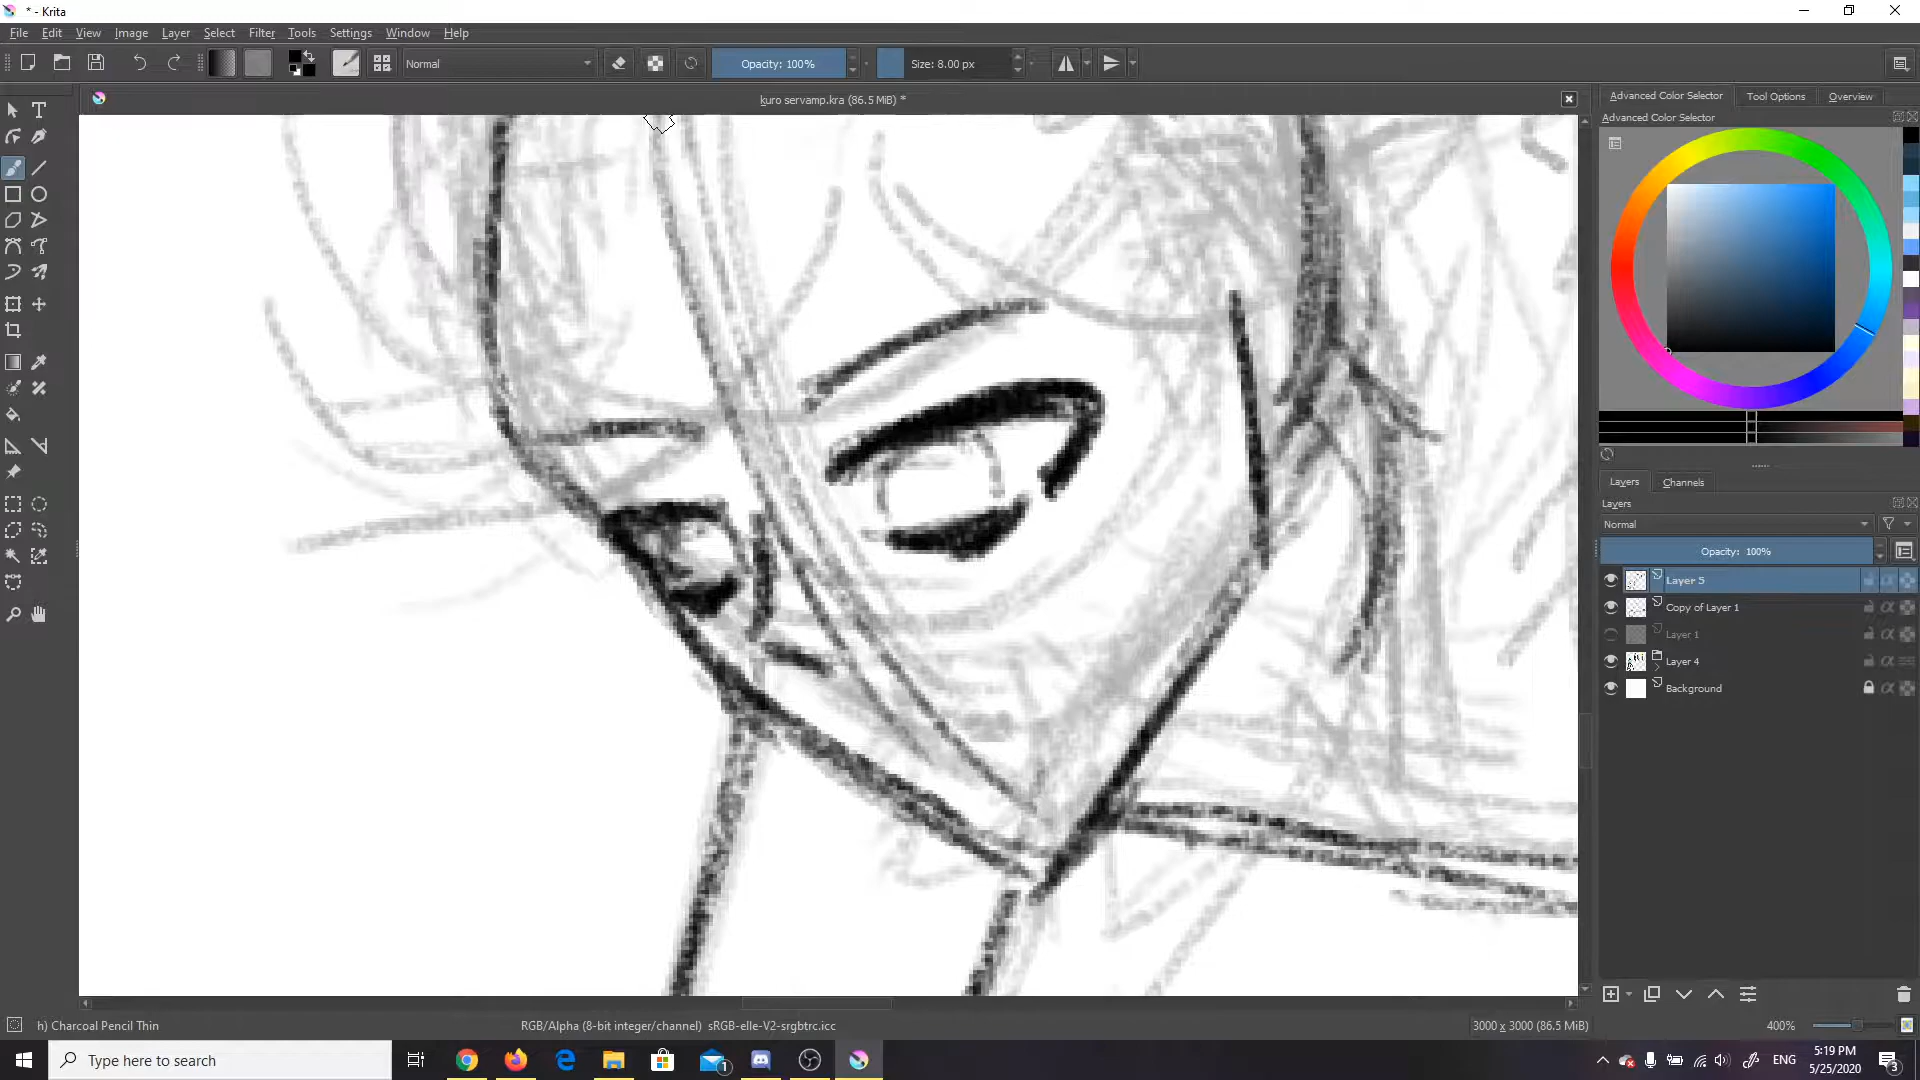 * - Krita
File Edit View Image Layer Select Filter Tools Settings Window Help
Normal
Opacity: 100%
Size: 8.00 px
kuro servamp.kra (86.5 MiB) *
Advanced Color Selector
Tool Options
Overview
Advanced Color Selector
Layers
Channels
Layers
Normal
Opacity: 100%
Layer 5
Copy of Layer 1
Layer 1
Layer 4
Background
h) Charcoal Pencil Thin
RGB/Alpha (8-bit integer/channel) sRGB-elle-V2-srgbtrc.icc
3000 x 3000 (86.5 MiB)
400%
Type here to search
1
ENG
5:19 PM
5/25/2020
3